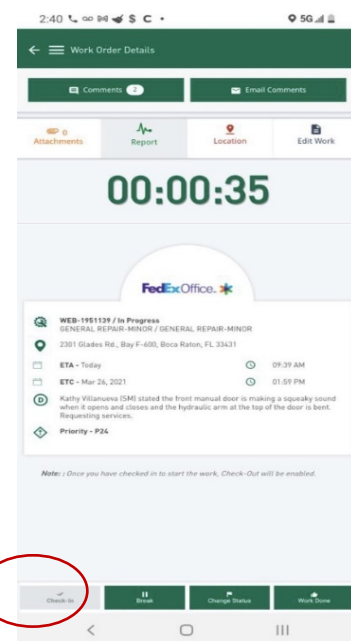 2:40
5G
Work Order Details
Comments 2
Email Comments
0
Attachments
Report
Location
Edit Work
00:00:35
FedEx Office.
WEB-1951139 / In Progress
GENERAL REPAIR-MINOR / GENERAL REPAIR-MINOR
2301 Glades Rd., Bay F-600, Boca Raton, FL 33431
ETA - Today 09:39 AM
ETC - Mar 26, 2021 01:59 PM
D
Kathy Villanueva (SM) stated the front manual door is making a squeaky sound
when it opens and closes and the hydraulic arm at the top of the door is bent.
Requesting services.
Priority - P24
Note: : Once you have checked in to start the work, Check-Out will be enabled.
Check-In
Break
Change Status
Work Done